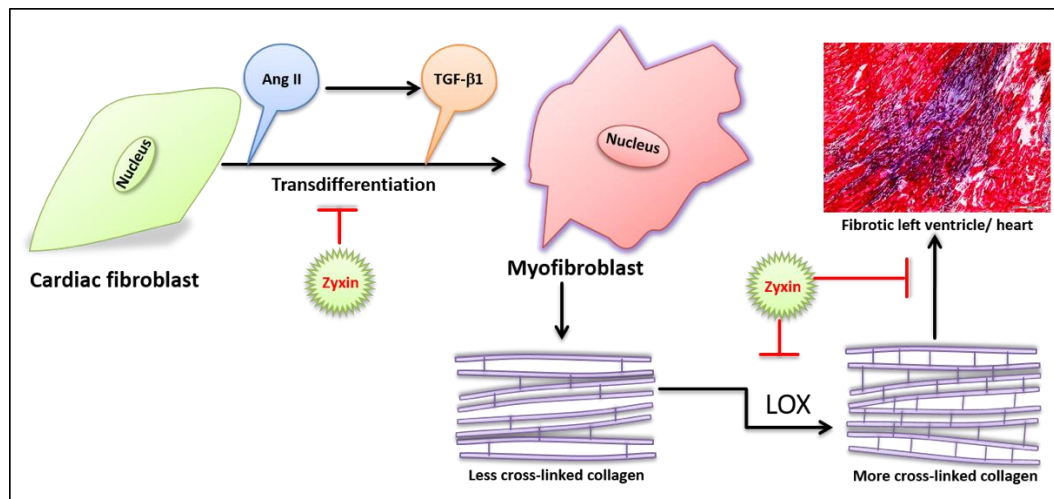 Ang II
TGF-β1
Nucleus
Nucleus
Transdifferentiation
Fibrotic left ventricle/ heart
Cardiac fibroblast
Zyxin
Myofibroblast
Zyxin
LOX
Less cross-linked collagen
More cross-linked collagen